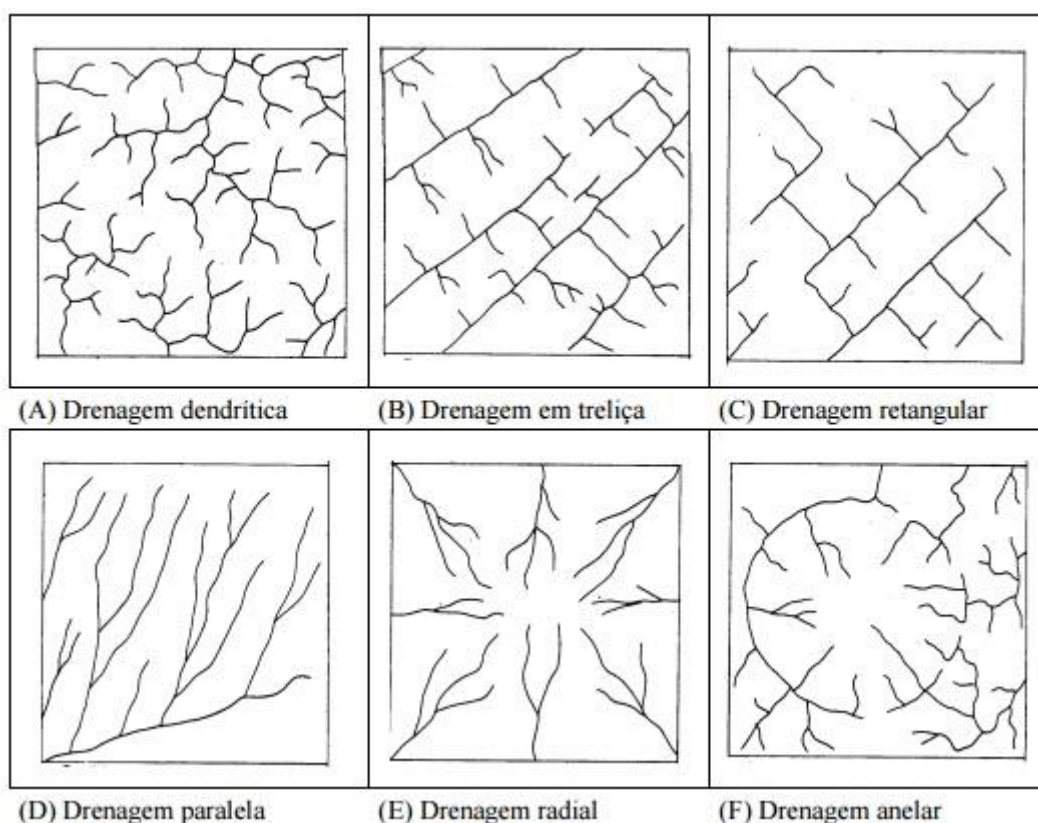 (A) Drenagem dendrítica
(B) Drenagem em treliça
(C) Drenagem retangular
(D) Drenagem paralela
(E) Drenagem radial
(F) Drenagem anelar